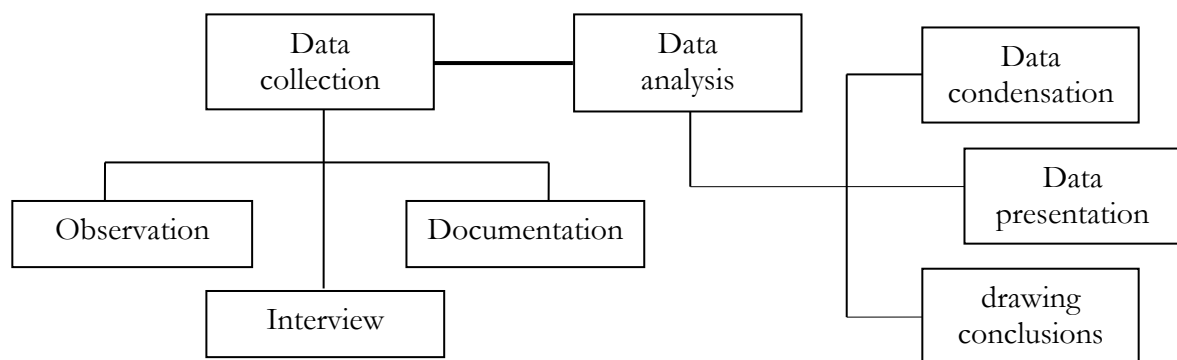 Data
collection
Data
analysis
Data
condensation
Observation
Documentation
Data
presentation
Interview
drawing
conclusions